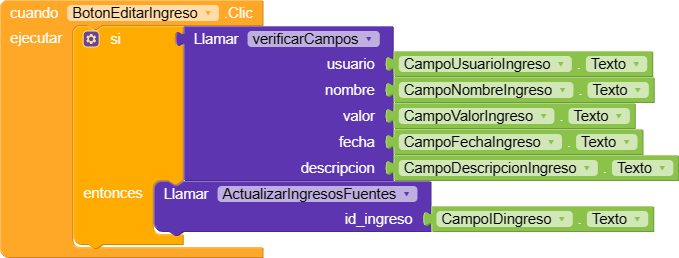 cuando BotonEditarIngreso .Clic
ejecutar si Llamar verificarCampos
usuario CampoUsuarioIngreso . Texto
nombre CampoNombreIngreso . Texto
valor CampoValorIngreso . Texto
fecha CampoFechaIngreso . Texto
descripcion CampoDescripcionIngreso . Texto
entonces Llamar ActualizarIngresosFuentes
id_ingreso CampoIDingreso . Texto